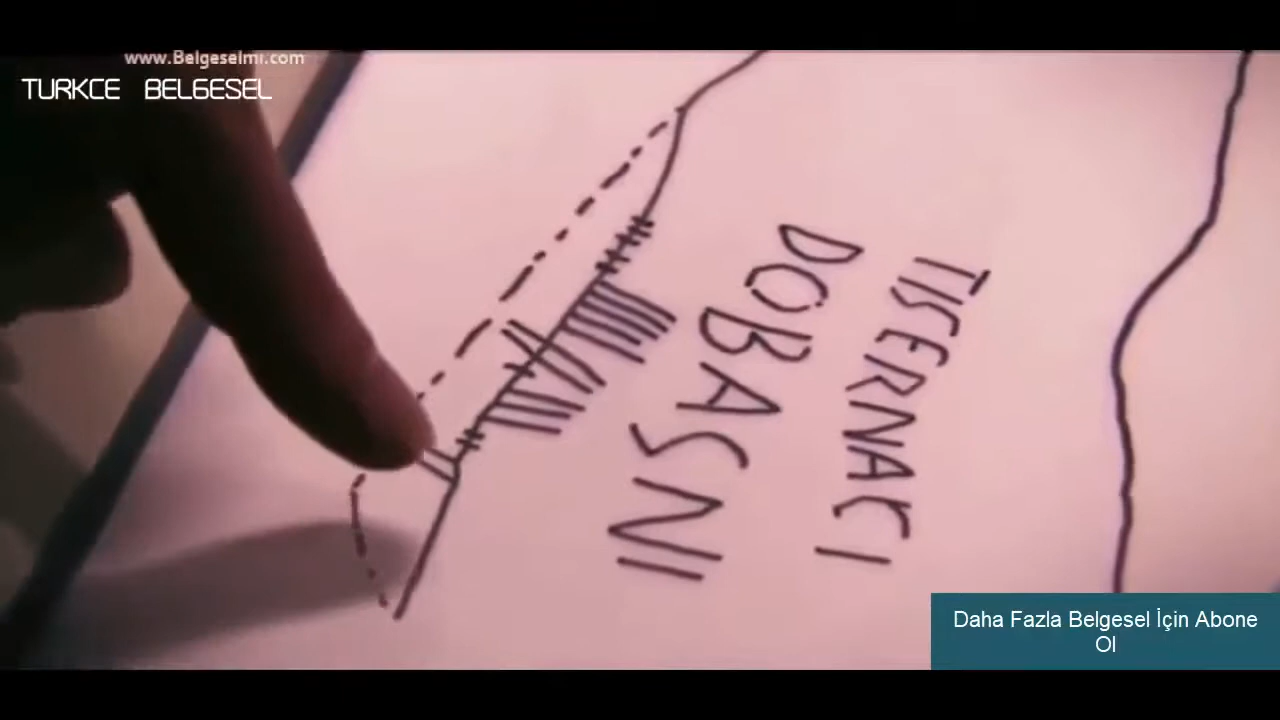 www.Belgeselmi.com
TURKCE BELGESEL
TISERNACI
DOBASNI
Daha Fazla Belgesel İçin Abone
Ol